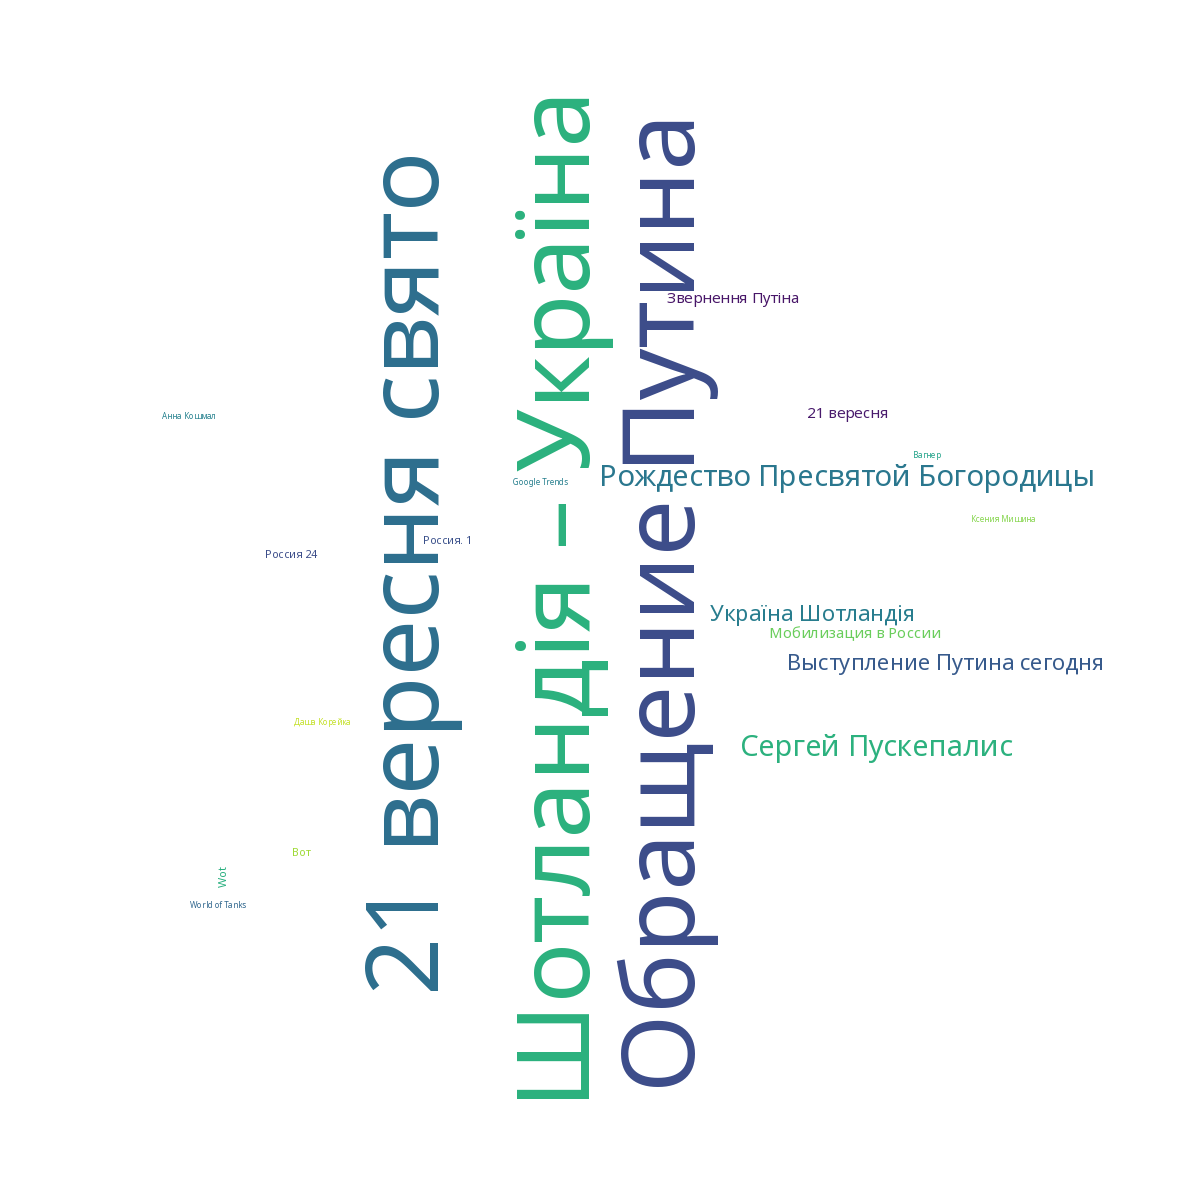 21 вересня свято
Шотландія – Україна
Обращение Путина
Звернення Путіна
21 вересня
Анна Кошмал
Вагнер
Рождество Пресвятой Богородицы
Google Trends
Ксения Мишина
Россия. 1
Россия 24
Україна Шотландія
Мобилизация в России
Выступление Путина сегодня
Даша Корейка
Сергей Пускепалис
Вот
Wot
World of Tanks